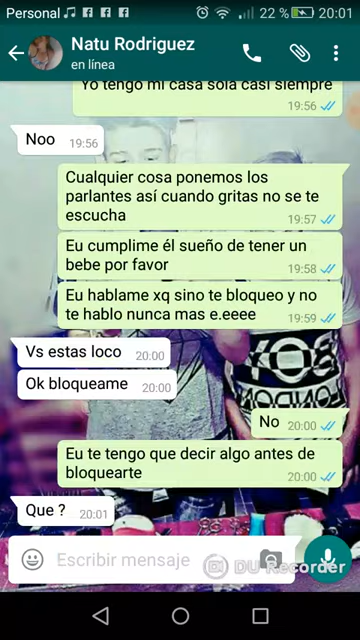 Personal 22 % 20:01
Natu Rodriguez
en línea
Yo tengo mi casa sola casi siempre
19:56
Noo 19:56
Cualquier cosa ponemos los
parlantes así cuando gritas no se te
escucha 19:57
Eu cumplime él sueño de tener un
bebe por favor 19:58
Eu hablame xq sino te bloqueo y no
te hablo nunca mas e.eeee 19:59
Vs estas loco 20:00
Ok bloqueame 20:00
No 20:00
Eu te tengo que decir algo antes de
bloquearte 20:00
Que ? 20:01
Escribir mensaje
DU Recorder
BOY
LONDON